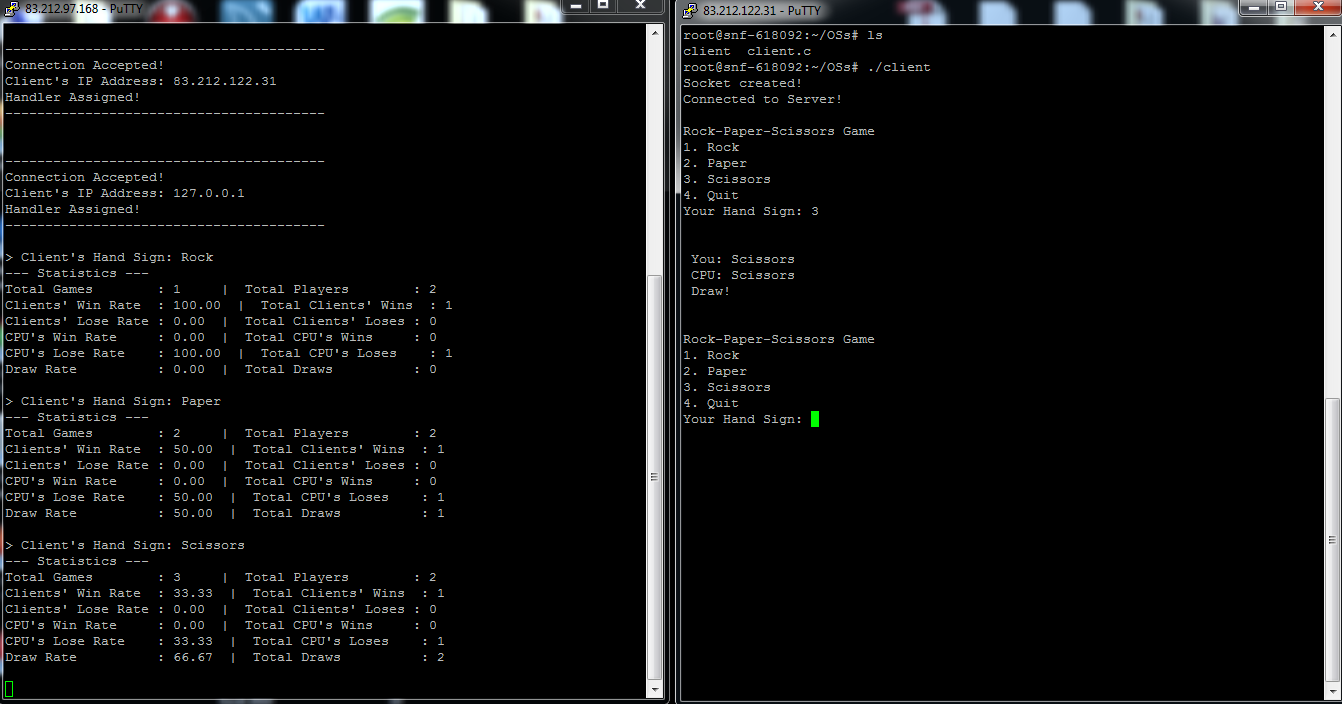 83.212.97.168 - PuTTY
----------------------------------------
Connection Accepted!
Client's IP Address: 83.212.122.31
Handler Assigned!
----------------------------------------
----------------------------------------
Connection Accepted!
Client's IP Address: 127.0.0.1
Handler Assigned!
----------------------------------------
> Client's Hand Sign: Rock
--- Statistics ---
Total Games        : 1     |  Total Players        : 2
Clients' Win Rate  : 100.00  |  Total Clients' Wins  : 1
Clients' Lose Rate : 0.00  |  Total Clients' Loses : 0
CPU's Win Rate     : 0.00  |  Total CPU's Wins     : 0
CPU's Lose Rate    : 100.00  |  Total CPU's Loses    : 1
Draw Rate          : 0.00  |  Total Draws          : 0
> Client's Hand Sign: Paper
--- Statistics ---
Total Games        : 2     |  Total Players        : 2
Clients' Win Rate  : 50.00  |  Total Clients' Wins  : 1
Clients' Lose Rate : 0.00  |  Total Clients' Loses : 0
CPU's Win Rate     : 0.00  |  Total CPU's Wins     : 0
CPU's Lose Rate    : 50.00  |  Total CPU's Loses    : 1
Draw Rate          : 50.00  |  Total Draws          : 1
> Client's Hand Sign: Scissors
--- Statistics ---
Total Games        : 3     |  Total Players        : 2
Clients' Win Rate  : 33.33  |  Total Clients' Wins  : 1
Clients' Lose Rate : 0.00  |  Total Clients' Loses : 0
CPU's Win Rate     : 0.00  |  Total CPU's Wins     : 0
CPU's Lose Rate    : 33.33  |  Total CPU's Loses    : 1
Draw Rate          : 66.67  |  Total Draws          : 2
83.212.122.31 - PuTTY
root@snf-618092:~/OSs# ls
client  client.c
root@snf-618092:~/OSs# ./client
Socket created!
Connected to Server!
Rock-Paper-Scissors Game
1. Rock
2. Paper
3. Scissors
4. Quit
Your Hand Sign: 3
You: Scissors
CPU: Scissors
Draw!
Rock-Paper-Scissors Game
1. Rock
2. Paper
3. Scissors
4. Quit
Your Hand Sign: